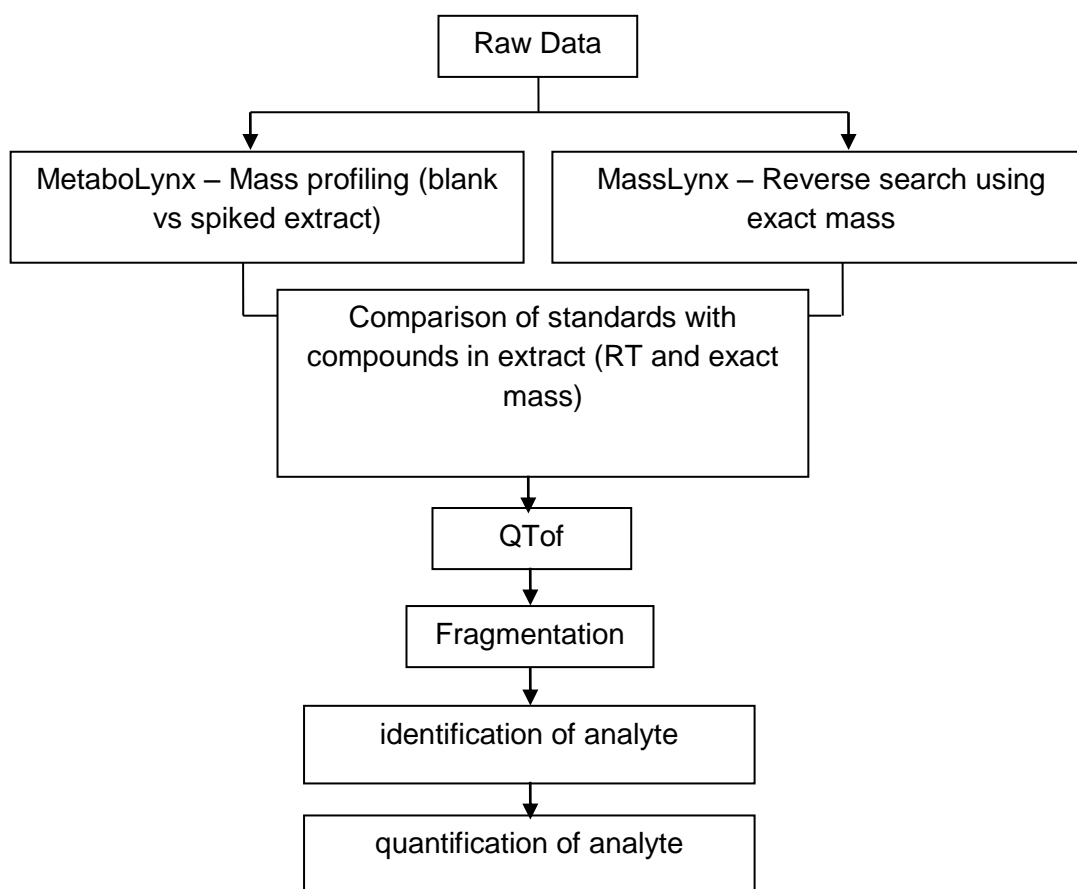 Raw Data
MetaboLynx – Mass profiling (blank
vs spiked extract)
MassLynx – Reverse search using
exact mass
Comparison of standards with
compounds in extract (RT and exact
mass)
QTof
Fragmentation
identification of analyte
quantification of analyte